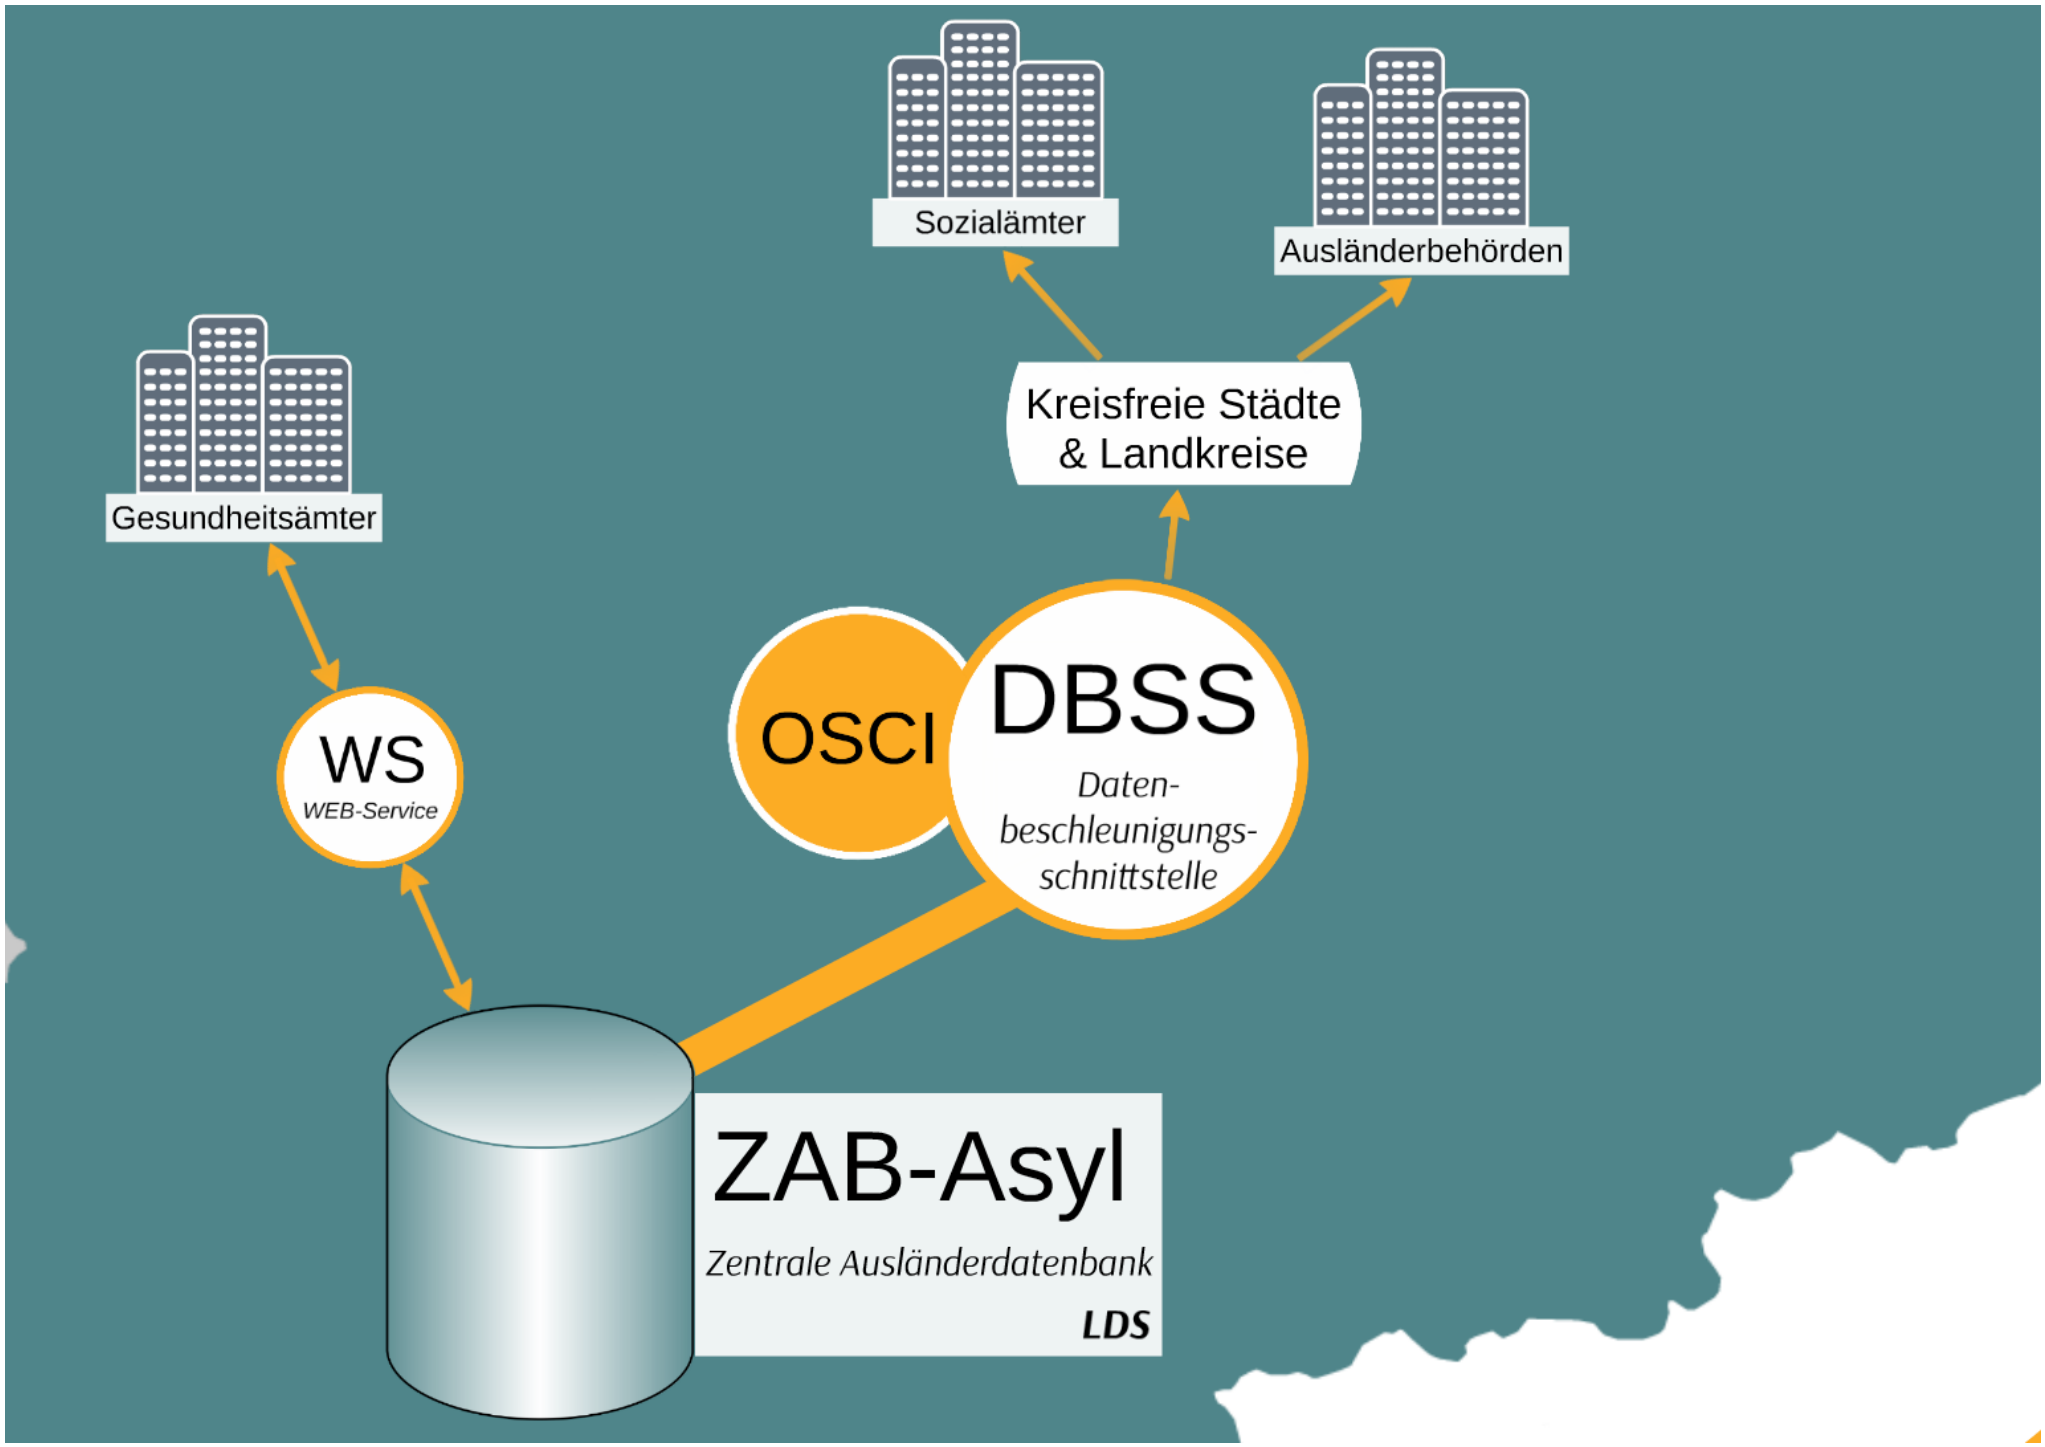 Sozialämter
Ausländerbehörden
Kreisfreie Städte
& Landkreise
Gesundheitsämter
WS
WEB-Service
OSCI
DBSS
Daten-
beschleunigungs-
schnittstelle
ZAB-Asyl
Zentrale Ausländerdatenbank
LDS